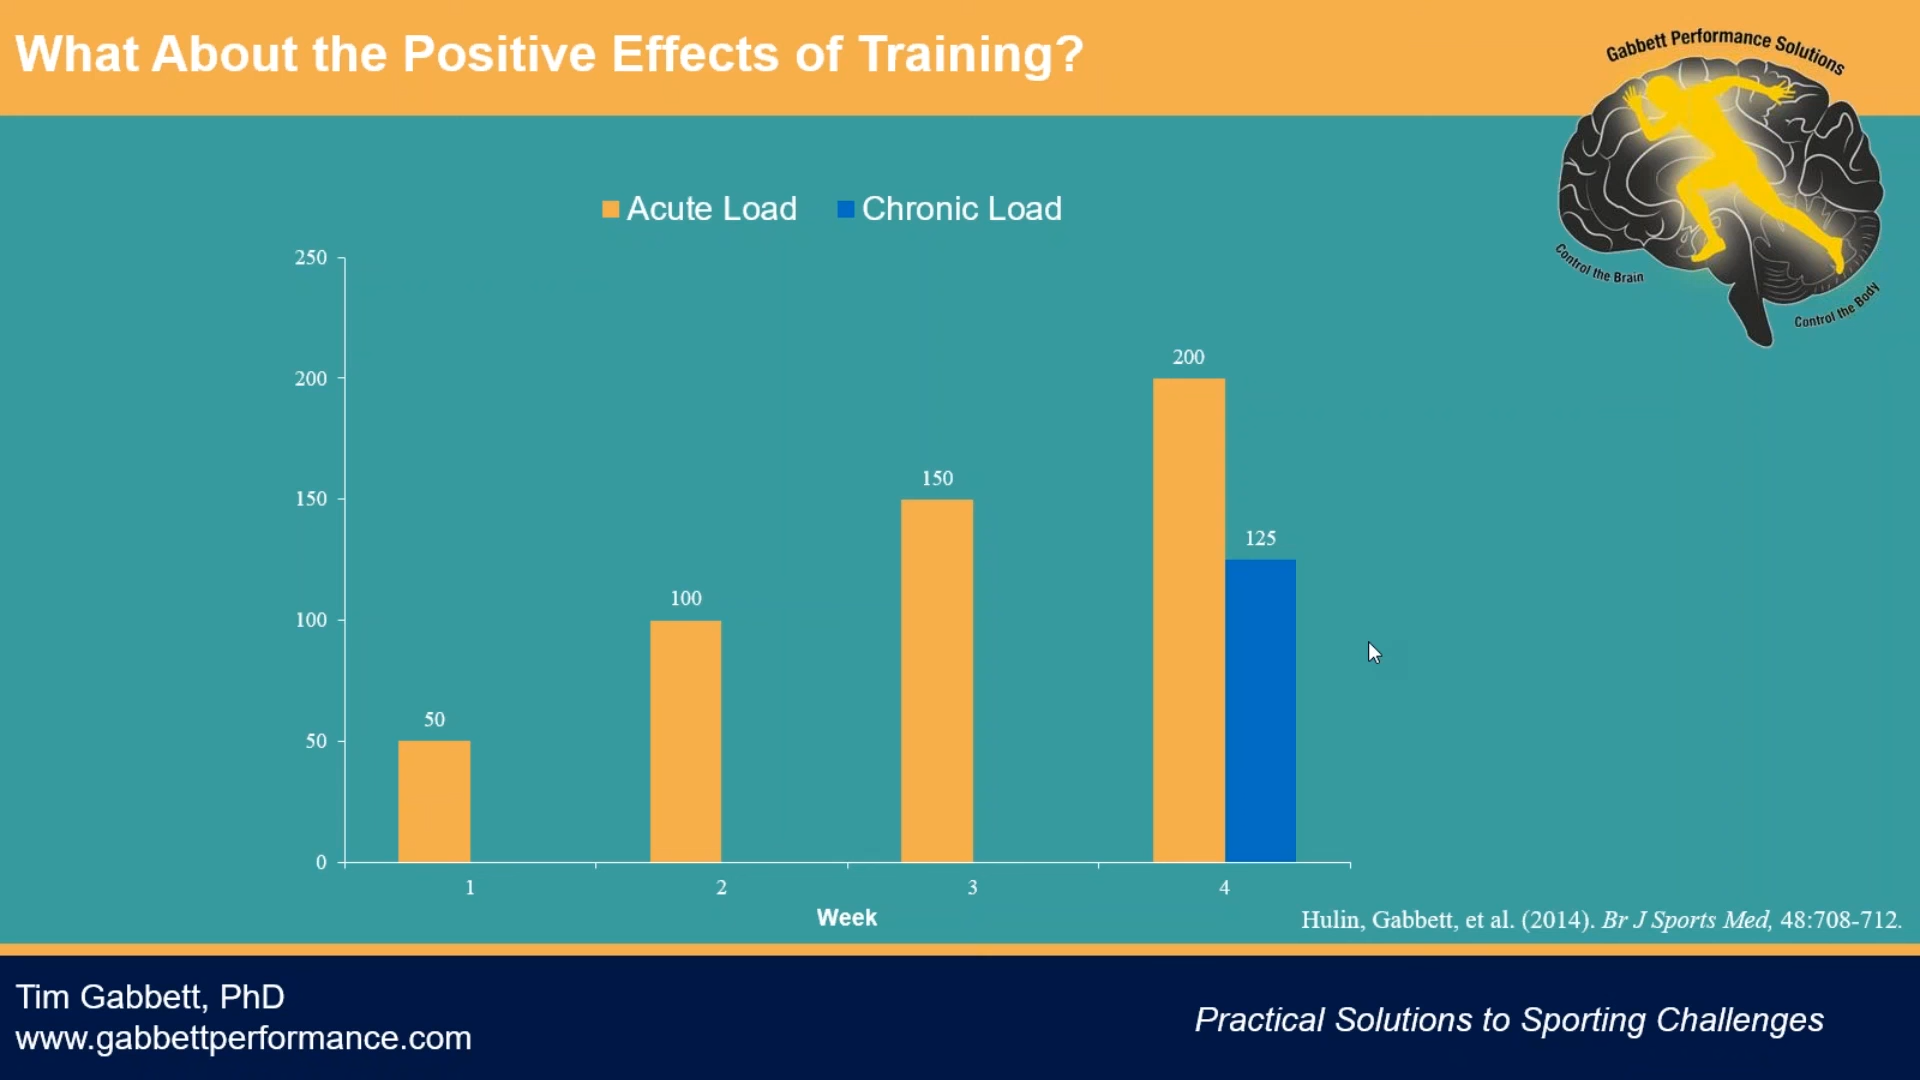 What About the Positive Effects of Training?
Gabbett Performance Solutions
Control the Brain
Control the Body
Acute Load
Chronic Load
250
200
150
100
50
0
50
100
150
200
125
1
2
3
4
Week
Hulin, Gabbett, et al. (2014). Br J Sports Med, 48:708-712.
Tim Gabbett, PhD
www.gabbettperformance.com
Practical Solutions to Sporting Challenges